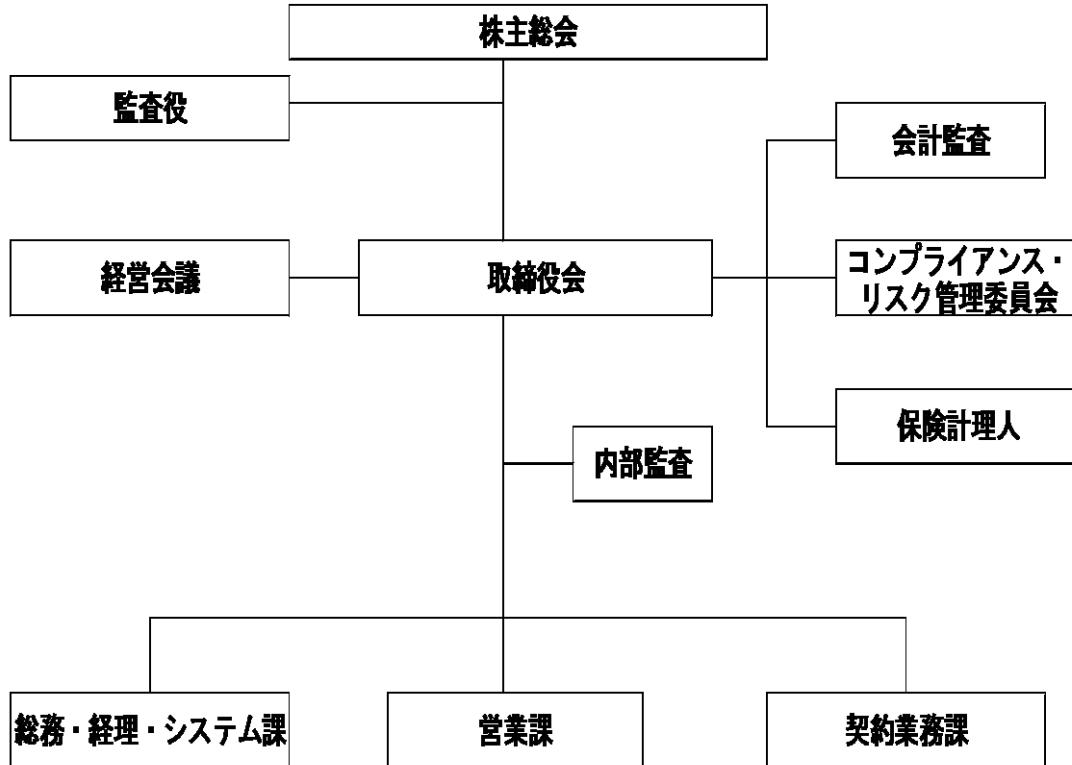 株主総会
監査役
会計監査
経営会議
取締役会
コンプライアンス・
リスク管理委員会
保険計理人
内部監査
総務・経理・システム課
営業課
契約業務課